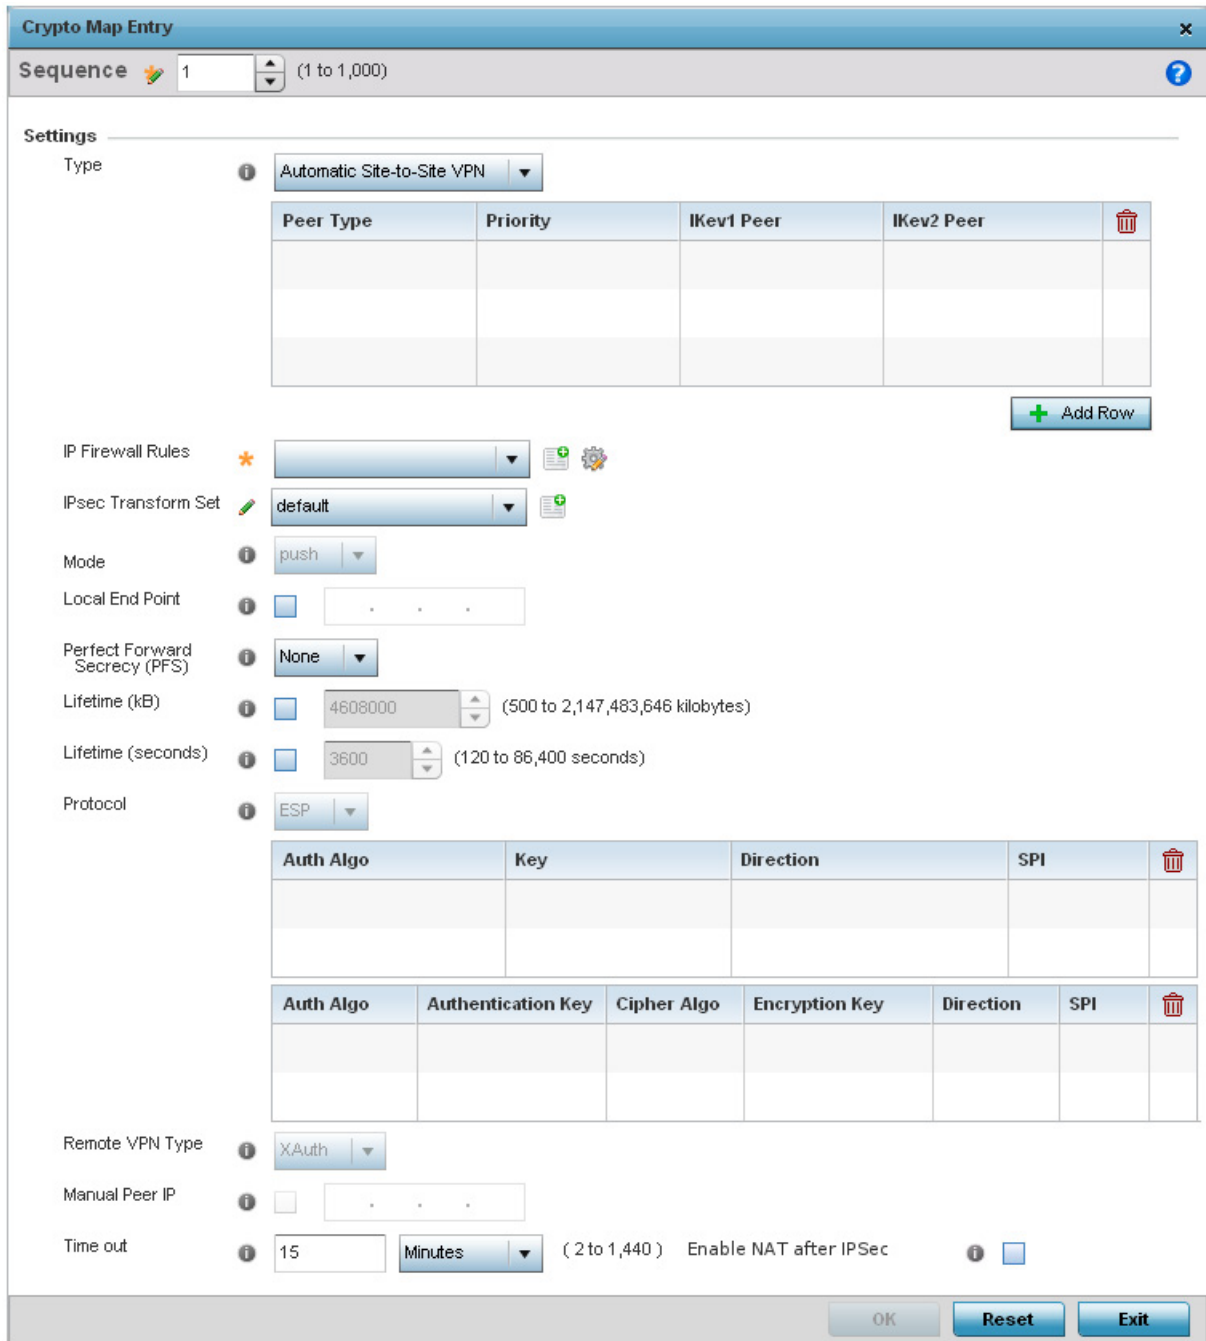 Crypto Map Entry x
Sequence 1 (1 to 1,000) ?
Settings
Type i Automatic Site-to-Site VPN
Peer Type Priority IKev1 Peer IKev2 Peer
Add Row
IP Firewall Rules
IPsec Transform Set default
Mode i push
Local End Point i . . .
Perfect Forward
Secrecy (PFS) i None
Lifetime (kB) i 4608000 (500 to 2,147,483,646 kilobytes)
Lifetime (seconds) i 3600 (120 to 86,400 seconds)
Protocol i ESP
Auth Algo Key Direction SPI
Auth Algo Authentication Key Cipher Algo Encryption Key Direction SPI
Remote VPN Type i XAuth
Manual Peer IP i . . .
Time out i 15 Minutes ( 2 to 1,440 ) Enable NAT after IPSec i
OK Reset Exit